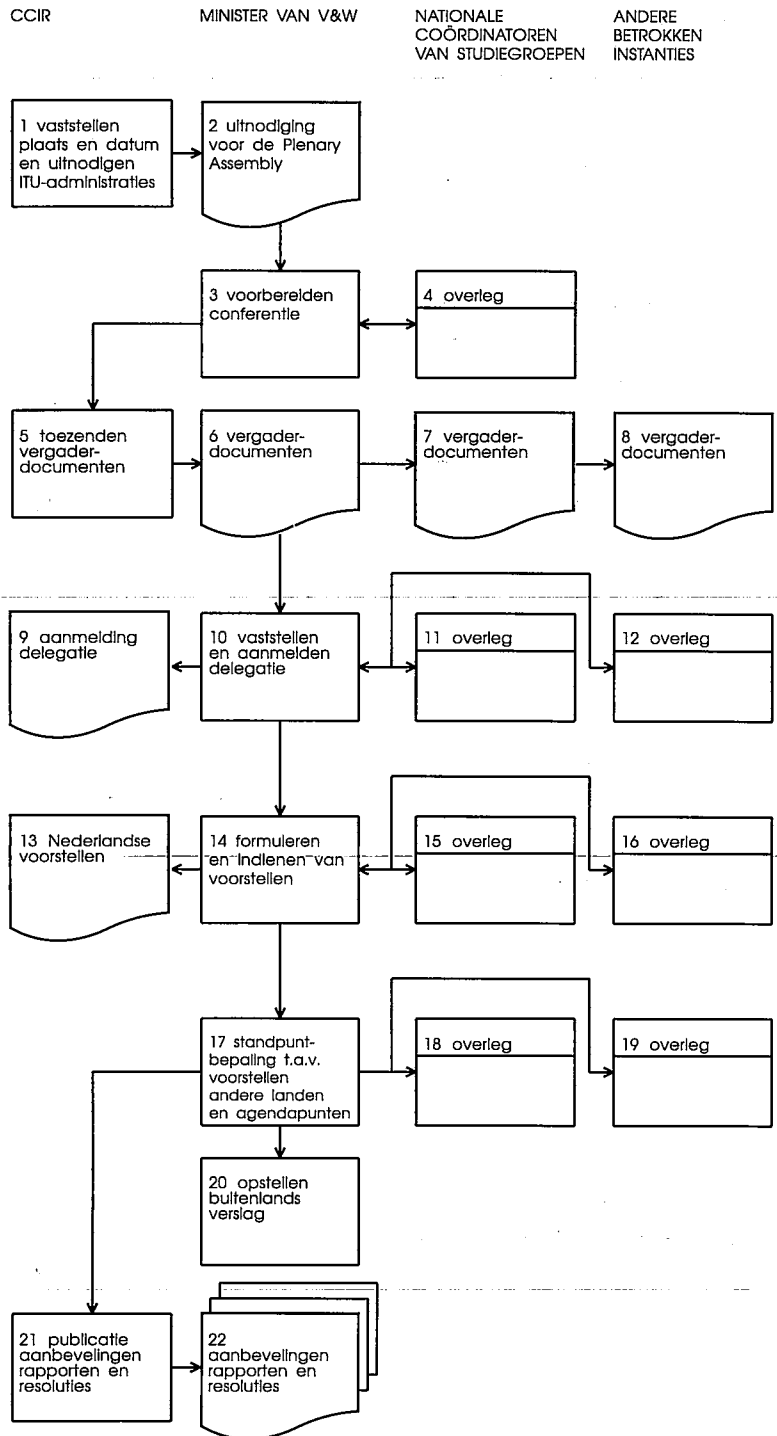 CCIR
MINISTER VAN V&W
NATIONALE
COÖRDINATOREN
VAN STUDIEGROEPEN
ANDERE
BETROKKEN
INSTANTIES
1 vaststellen
plaats en datum
en uitnodigen
ITU-administraties
2 uitnodiging
voor de Plenary
Assembly
3 voorbereiden
conferentie
4 overleg
5 toezenden
vergader-
documenten
6 vergader-
documenten
7 vergader-
documenten
8 vergader-
documenten
9 aanmelding
delegatie
10 vaststellen
en aanmelden
delegatie
11 overleg
12 overleg
13 Nederlandse
voorstellen
14 formuleren
en indienen van
voorstellen
15 overleg
16 overleg
17 standpunt-
bepaling t.a.v.
voorstellen
andere landen
en agendapunten
18 overleg
19 overleg
20 opstellen
buitenlands
verslag
21 publicatie
aanbevelingen
rapporten en
resoluties
22
aanbevelingen
rapporten en
resoluties